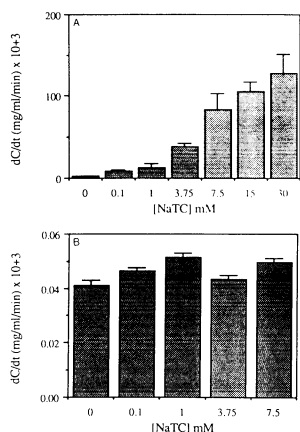 A
dC/dt (mg/ml/min) x 10+3
200
100
0
0 0.1 1 3.75 7.5 15 30
[NaTC] mM
B
dC/dt (mg/ml/min) x 10+3
0.06
0.04
0.02
0.00
0 0.1 1 3.75 7.5
[NaTC] mM